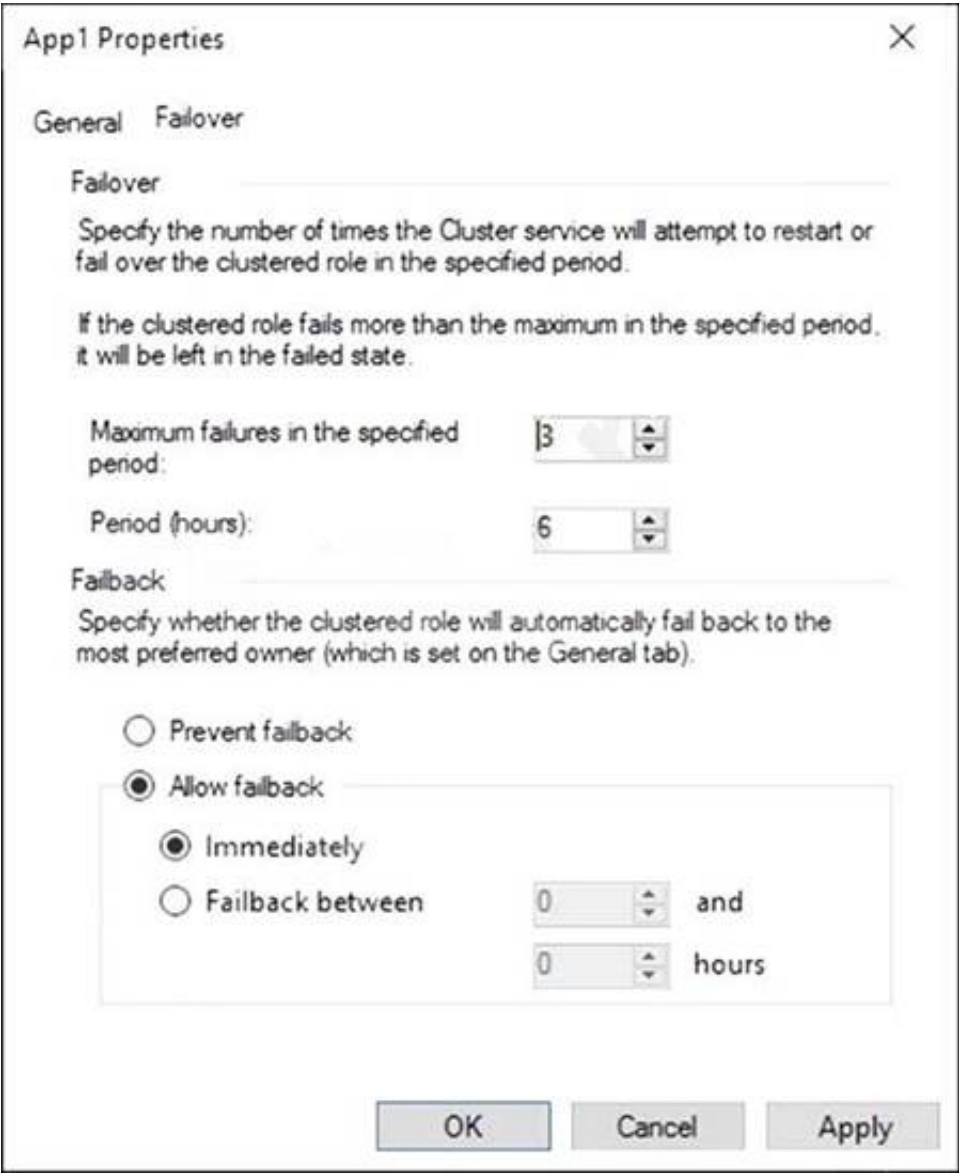 App1 Properties
General Failover
Failover
Specify the number of times the Cluster service will attempt to restart or
fail over the clustered role in the specified period.
If the clustered role fails more than the maximum in the specified period,
it will be left in the failed state.
Maximum failures in the specified 3
period:
Period (hours): 6
Failback
Specify whether the clustered role will automatically fail back to the
most preferred owner (which is set on the General tab).
Prevent failback
Allow failback
Immediately
Failback between 0 and
0 hours
OK Cancel Apply